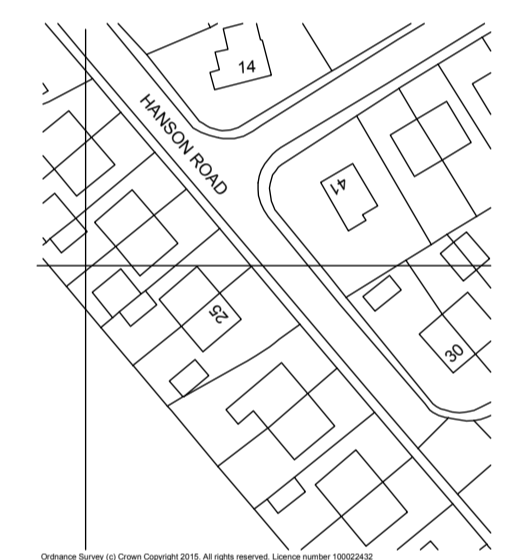 14
HANSON ROAD
41
25
30
Ordnance Survey (c) Crown Copyright 2015. All rights reserved. Licence number 100022432